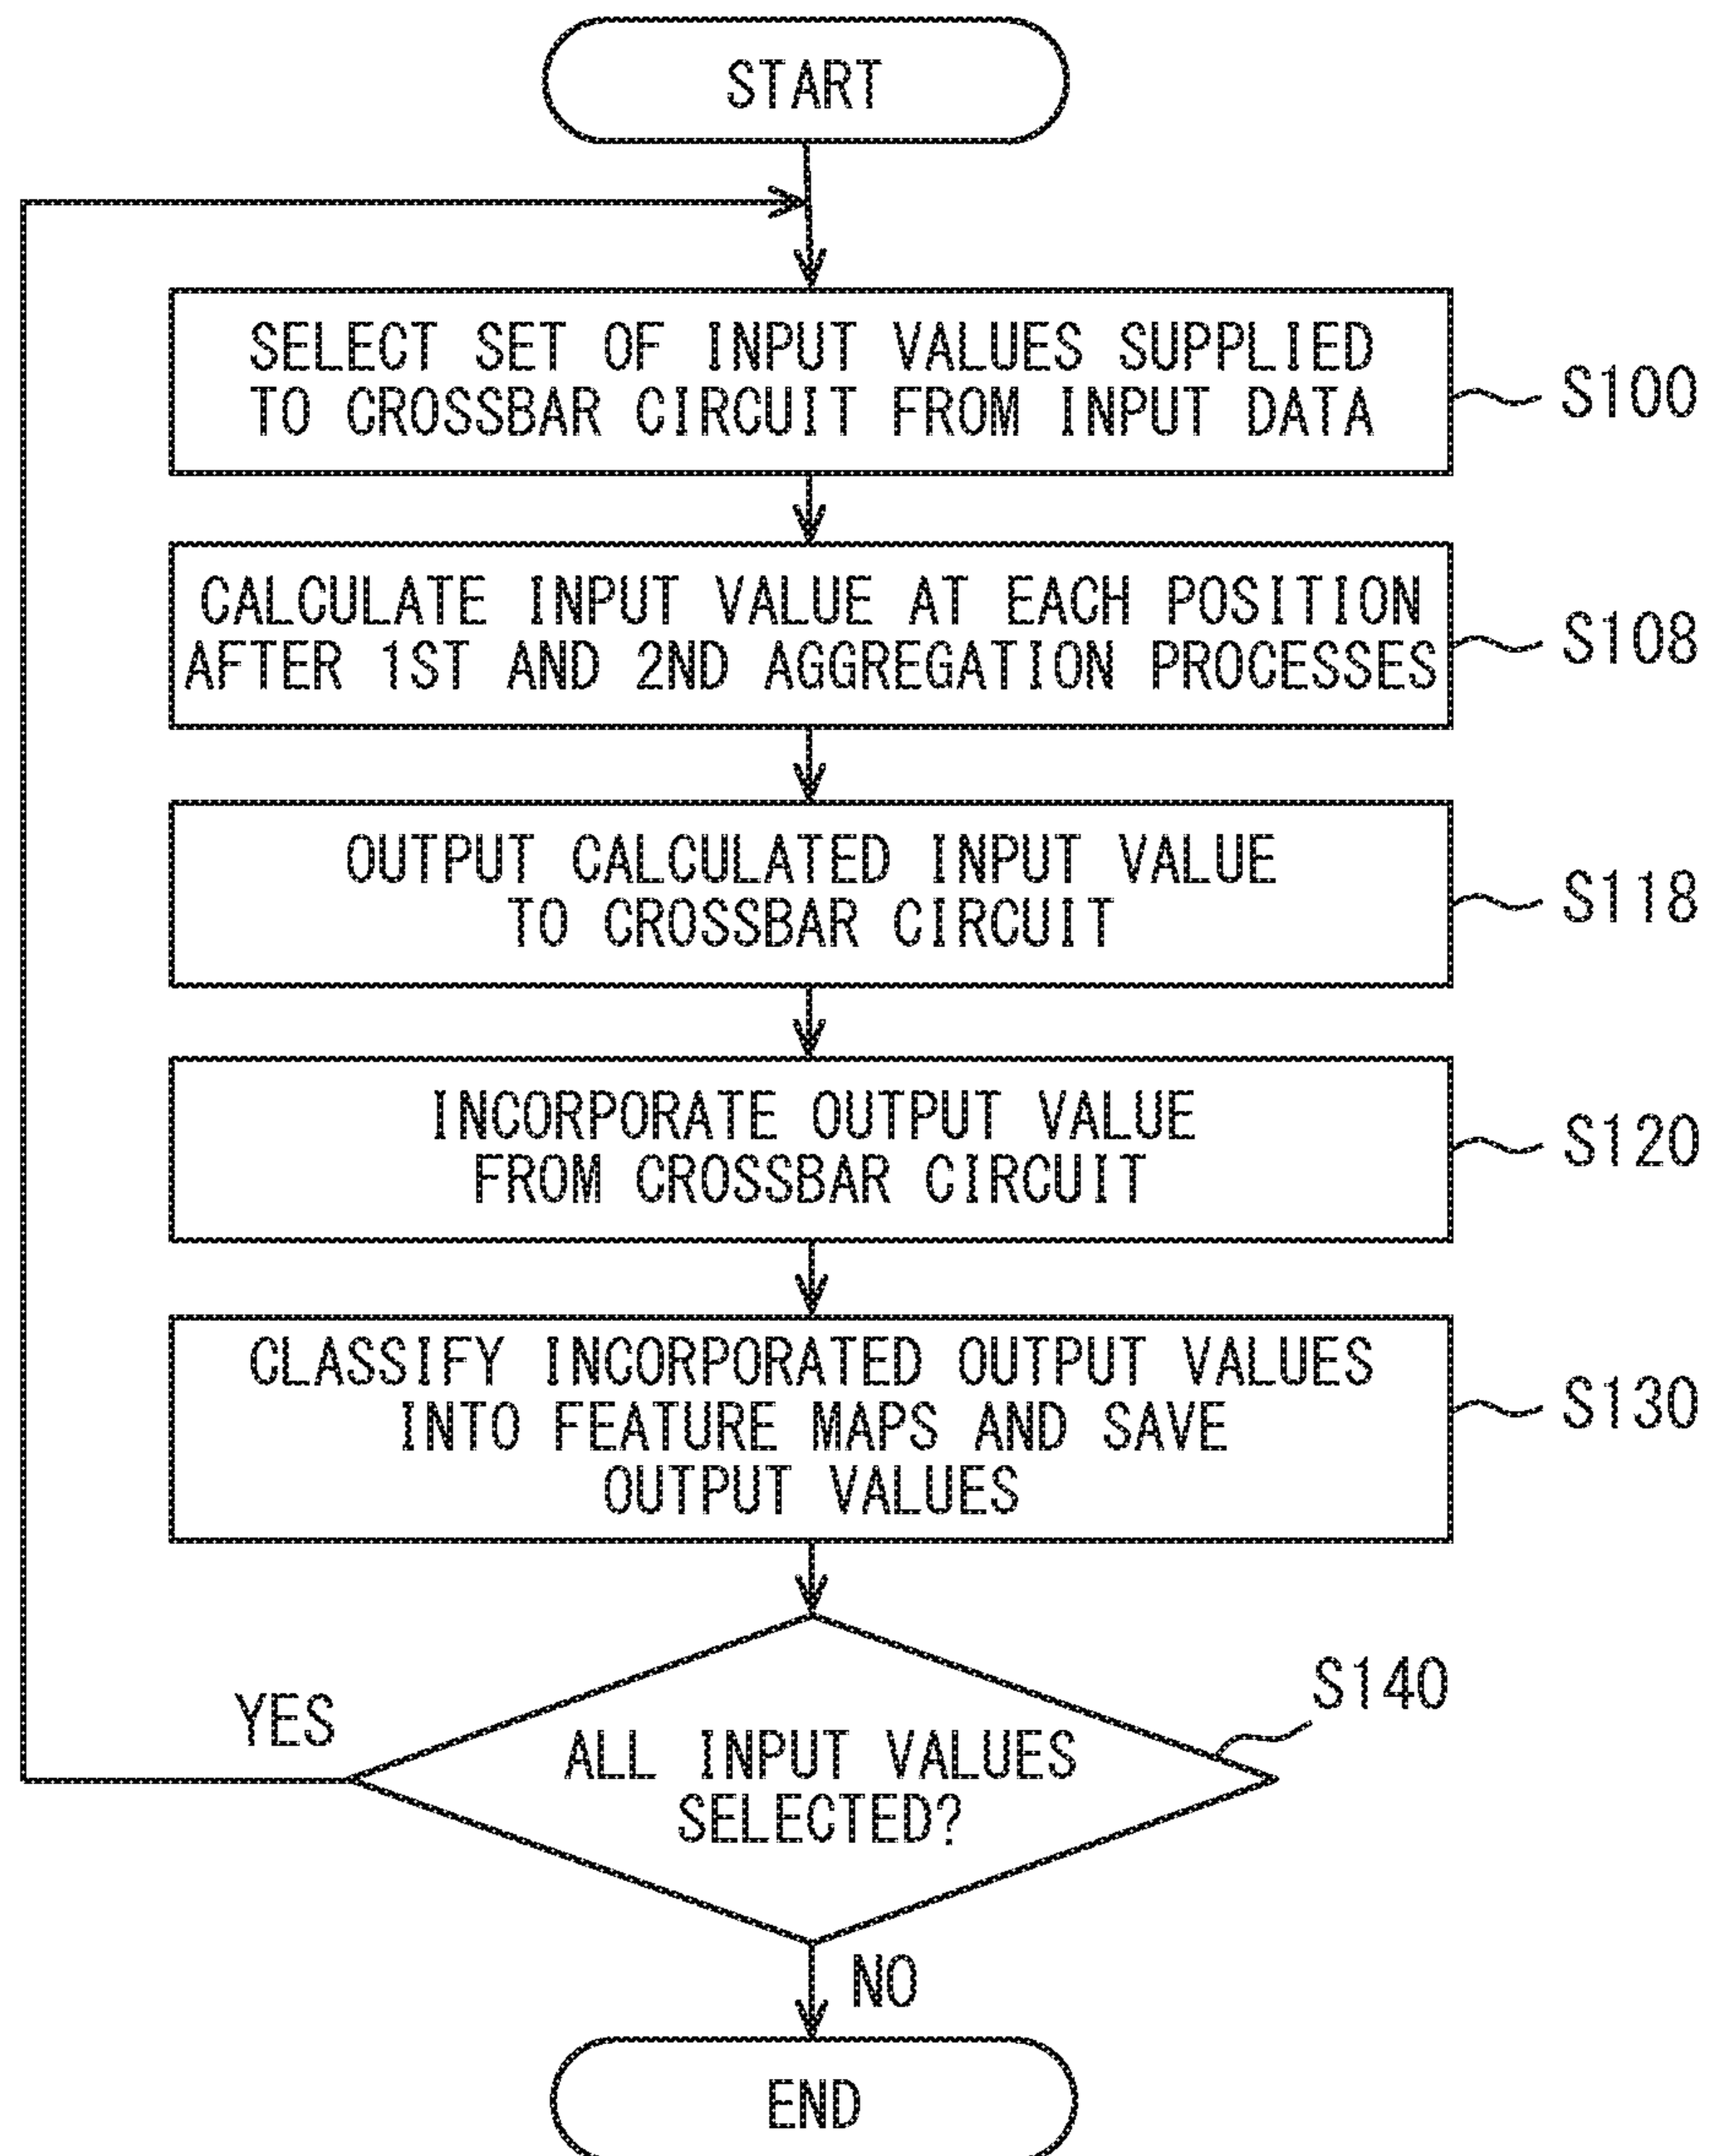 START
SELECT SET OF INPUT VALUES SUPPLIED
TO CROSSBAR CIRCUIT FROM INPUT DATA
S100
CALCULATE INPUT VALUE AT EACH POSITION
AFTER 1ST AND 2ND AGGREGATION PROCESSES
S108
OUTPUT CALCULATED INPUT VALUE
TO CROSSBAR CIRCUIT
S118
INCORPORATE OUTPUT VALUE
FROM CROSSBAR CIRCUIT
S120
CLASSIFY INCORPORATED OUTPUT VALUES
INTO FEATURE MAPS AND SAVE
OUTPUT VALUES
S130
S140
YES
ALL INPUT VALUES
SELECTED?
NO
END